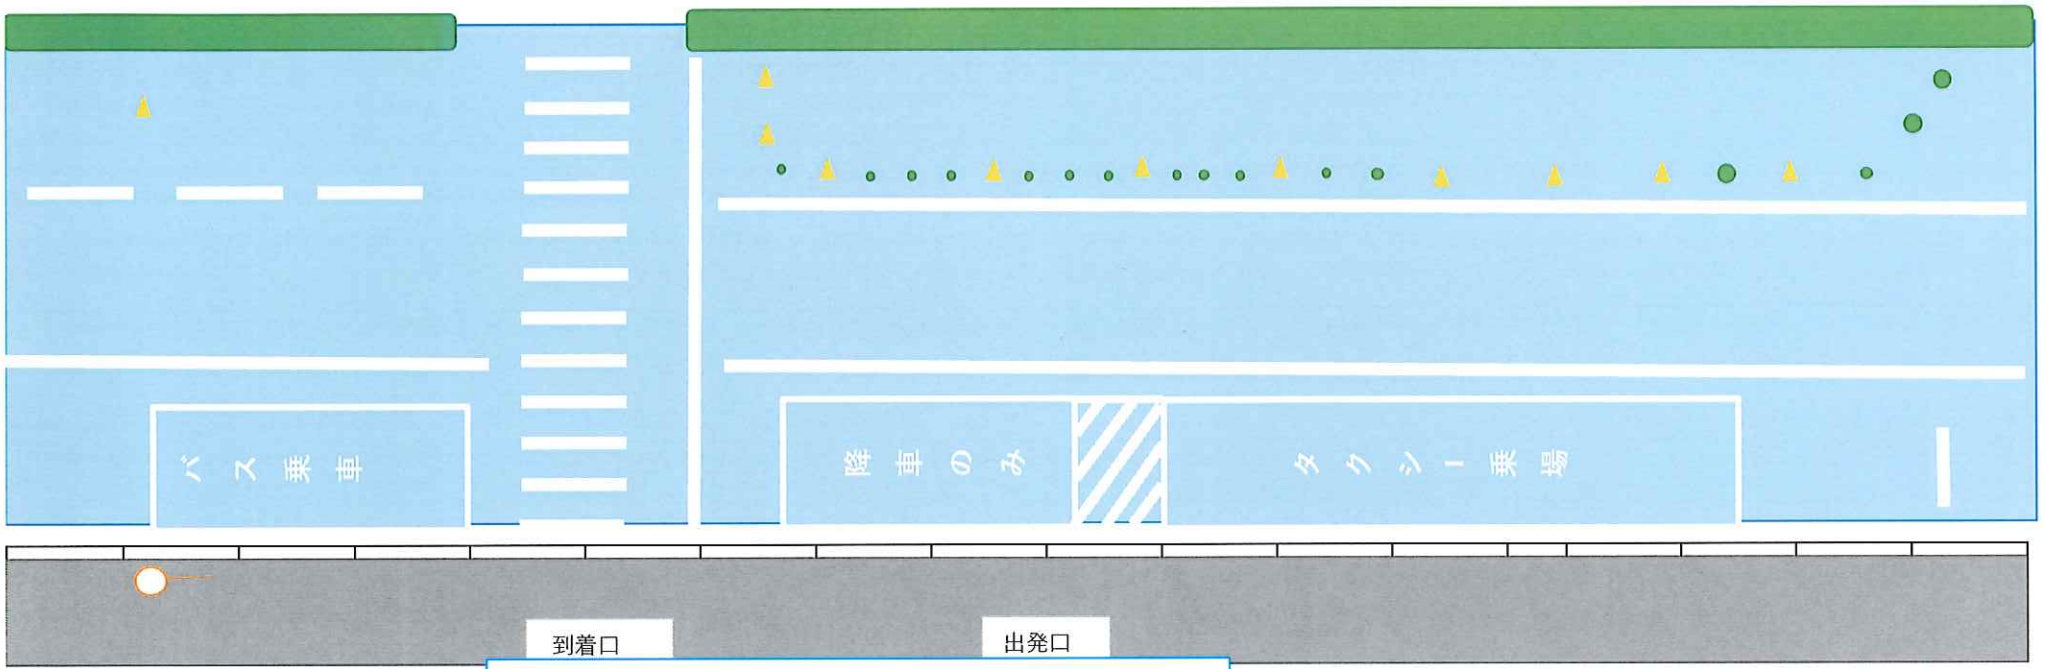 バス乗車
降車のみ
タクシー乗場
到着口
出発口